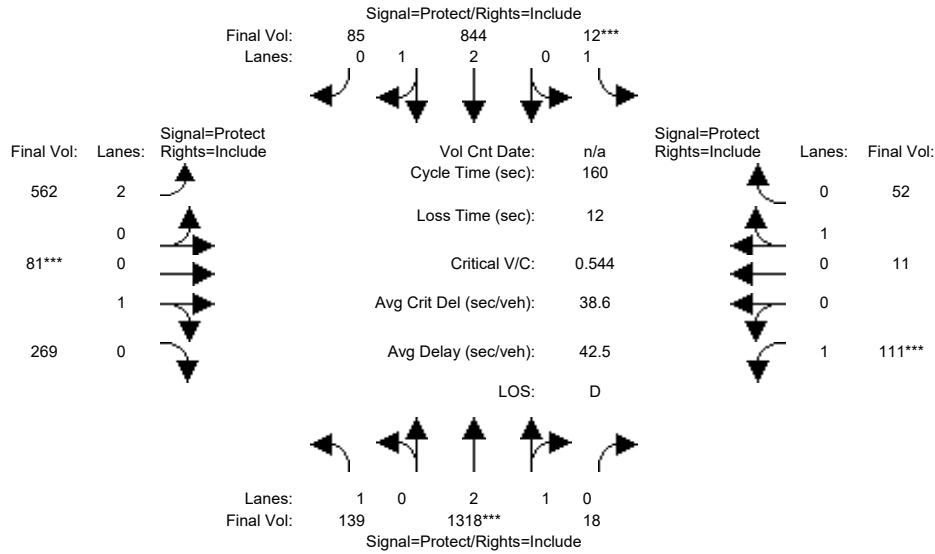 Signal=Protect/Rights=Include
Final Vol: 85 844 12***
Lanes: 0 1 2 0 1
Signal=Protect
Final Vol: Lanes: Rights=Include
Vol Cnt Date: n/a
Signal=Protect
Rights=Include Lanes: Final Vol:
Cycle Time (sec): 160
562 2
0 52
Loss Time (sec): 12
0
1
81*** 0
Critical V/C: 0.544
0 11
1
Avg Crit Del (sec/veh): 38.6
0
269 0
Avg Delay (sec/veh): 42.5
1 111***
LOS: D
Lanes: 1 0 2 1 0
Final Vol: 139 1318*** 18
Signal=Protect/Rights=Include